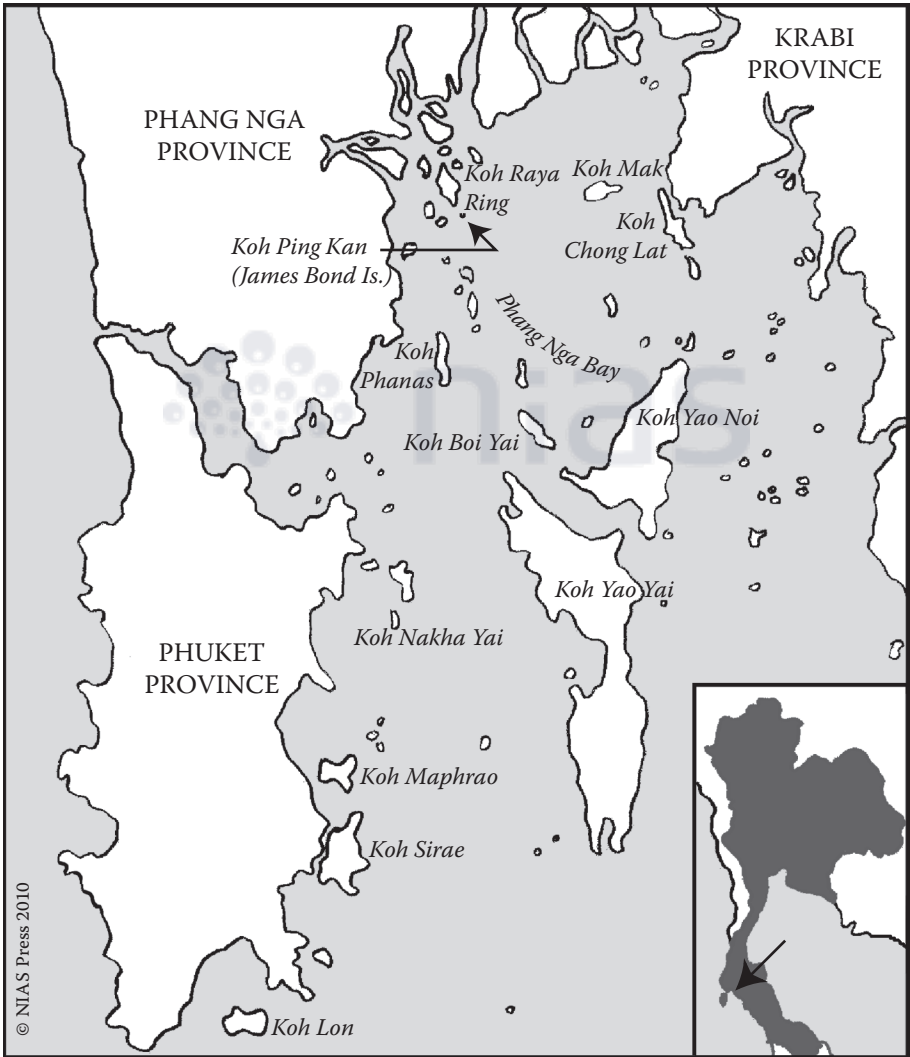 KRABI
PROVINCE
PHANG NGA
PROVINCE
Koh Raya
Ring
Koh Mak
Koh
Chong Lat
Koh Ping Kan
(James Bond Is.)
Phang Nga Bay
Koh
Phanas
nias
Koh Yao Noi
Koh Boi Yai
Koh Yao Yai
Koh Nakha Yai
PHUKET
PROVINCE
Koh Maphrao
Koh Sirae
Koh Lon
© NIAS Press 2010